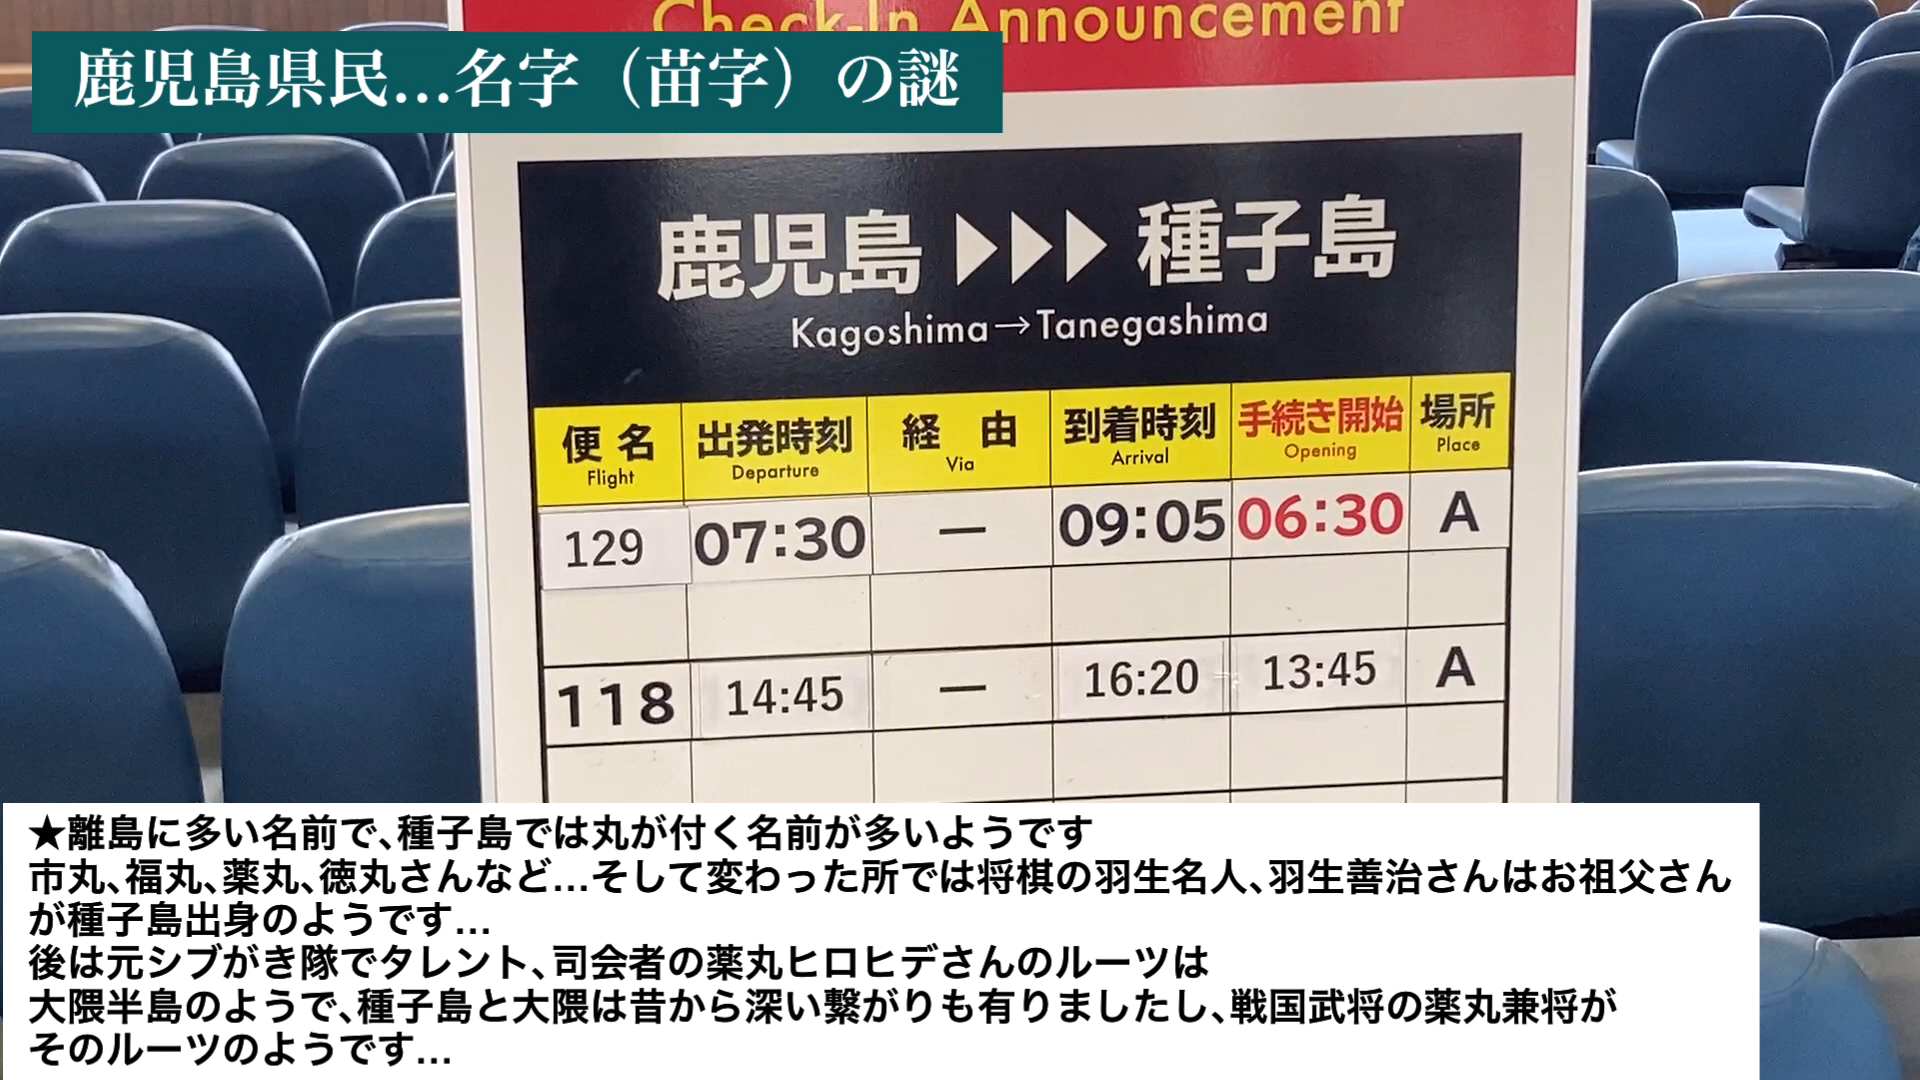 Check-In Announcement
鹿児島県民…名字（苗字）の謎
鹿児島 ▶▶▶ 種子島
Kagoshima→Tanegashima
便名 出発時刻 経由 到着時刻 手続き開始 場所
Flight Departure Via Arrival Opening Place
129 07:30 — 09:05 06:30 A
118 14:45 — 16:20 13:45 A
★離島に多い名前で、種子島では丸が付く名前が多いようです
市丸、福丸、薬丸、徳丸さんなど…そして変わった所では将棋の羽生名人、羽生善治さんはお祖父さん
が種子島出身のようです…
後は元シブがき隊でタレント、司会者の薬丸ヒロヒデさんのルーツは
大隈半島のようで、種子島と大隈は昔から深い繋がりも有りましたし、戦国武将の薬丸兼将が
そのルーツのようです…